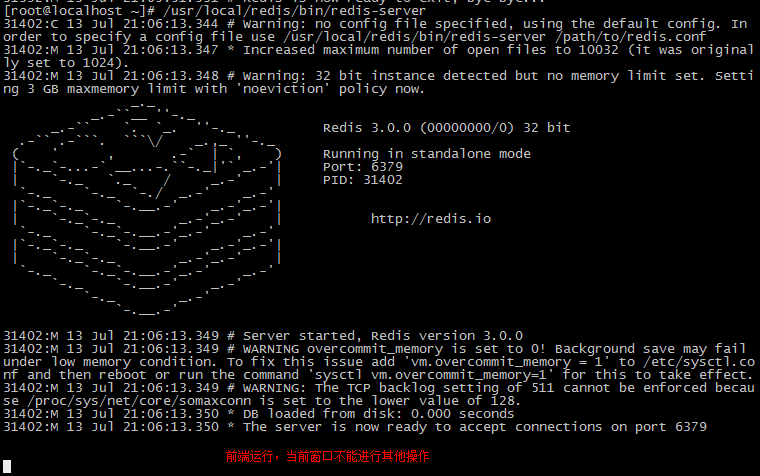 [root@localhost ~]# /usr/local/redis/bin/redis-server
31402:C 13 Jul 21:06:13.344 # Warning: no config file specified, using the default config. In
order to specify a config file use /usr/local/redis/bin/redis-server /path/to/redis.conf
31402:M 13 Jul 21:06:13.347 * Increased maximum number of open files to 10032 (it was original
ly set to 1024).
31402:M 13 Jul 21:06:13.348 # Warning: 32 bit instance detected but no memory limit set. Setti
ng 3 GB maxmemory limit with 'noeviction' policy now.
Redis 3.0.0 (00000000/0) 32 bit
Running in standalone mode
Port: 6379
PID: 31402
http://redis.io
31402:M 13 Jul 21:06:13.349 # Server started, Redis version 3.0.0
31402:M 13 Jul 21:06:13.349 # WARNING overcommit_memory is set to 0! Background save may fail
under low memory condition. To fix this issue add 'vm.overcommit_memory = 1' to /etc/sysctl.co
nf and then reboot or run the command 'sysctl vm.overcommit_memory=1' for this to take effect.
31402:M 13 Jul 21:06:13.349 # WARNING: The TCP backlog setting of 511 cannot be enforced becau
se /proc/sys/net/core/somaxconn is set to the lower value of 128.
31402:M 13 Jul 21:06:13.350 * DB loaded from disk: 0.000 seconds
31402:M 13 Jul 21:06:13.350 * The server is now ready to accept connections on port 6379
前端运行，当前窗口不能进行其他操作